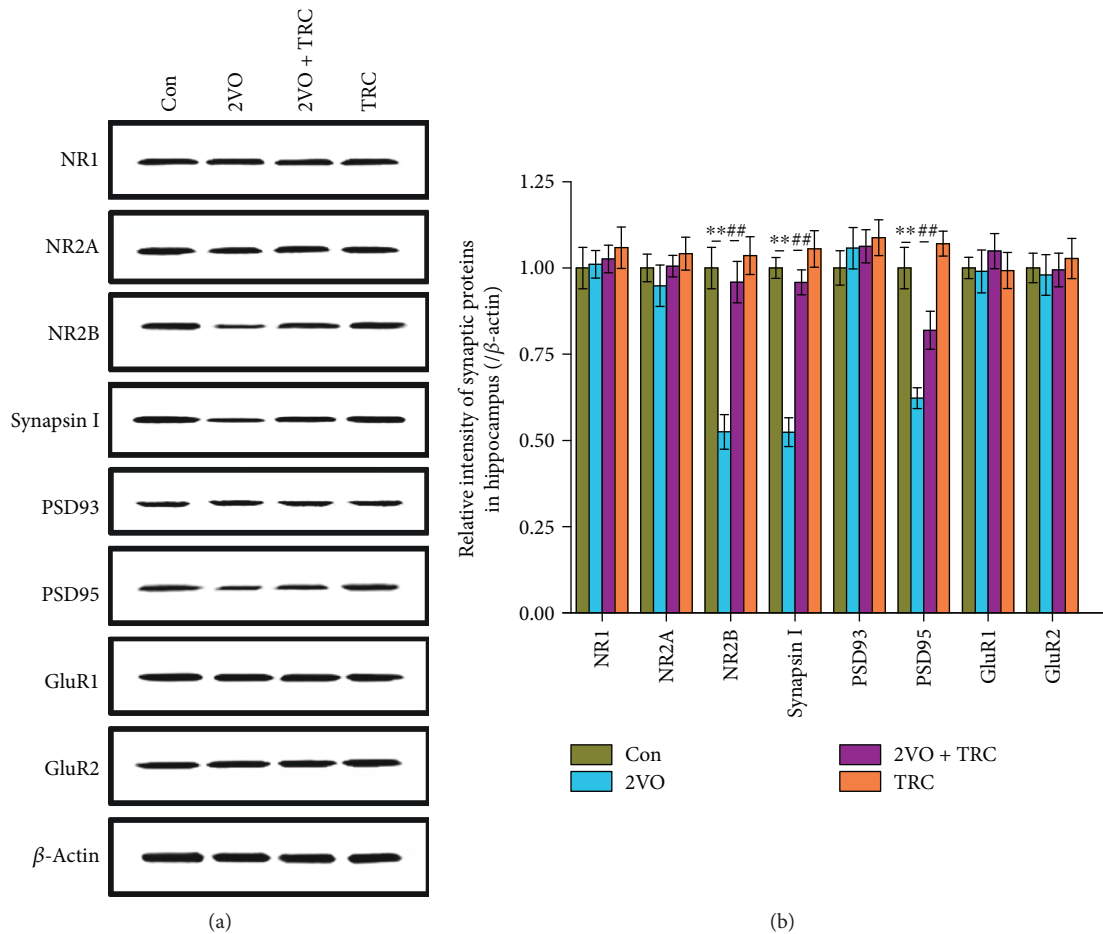 Con
2VO
2VO + TRC
TRC
NR1
NR2A
NR2B
Synapsin I
PSD93
PSD95
GluR1
GluR2
β-Actin
(a)
Relative intensity of synaptic proteins
in hippocampus (/β-actin)
1.25
1.00
0.75
0.50
0.25
0.00
** ##
** ##
** ##
NR1
NR2A
NR2B
Synapsin I
PSD93
PSD95
GluR1
GluR2
Con
2VO
2VO + TRC
TRC
(b)